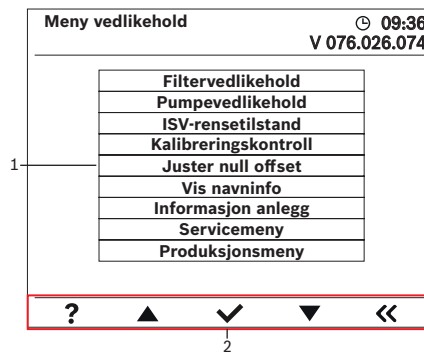 Meny vedlikehold 09:36
V 076.026.074
Filtervedlikehold
Pumpevedlikehold
ISV-rensetilstand
Kalibreringskontroll
1 Juster null offset
Vis navninfo
Informasjon anlegg
Servicemeny
Produksjonsmeny
?
2